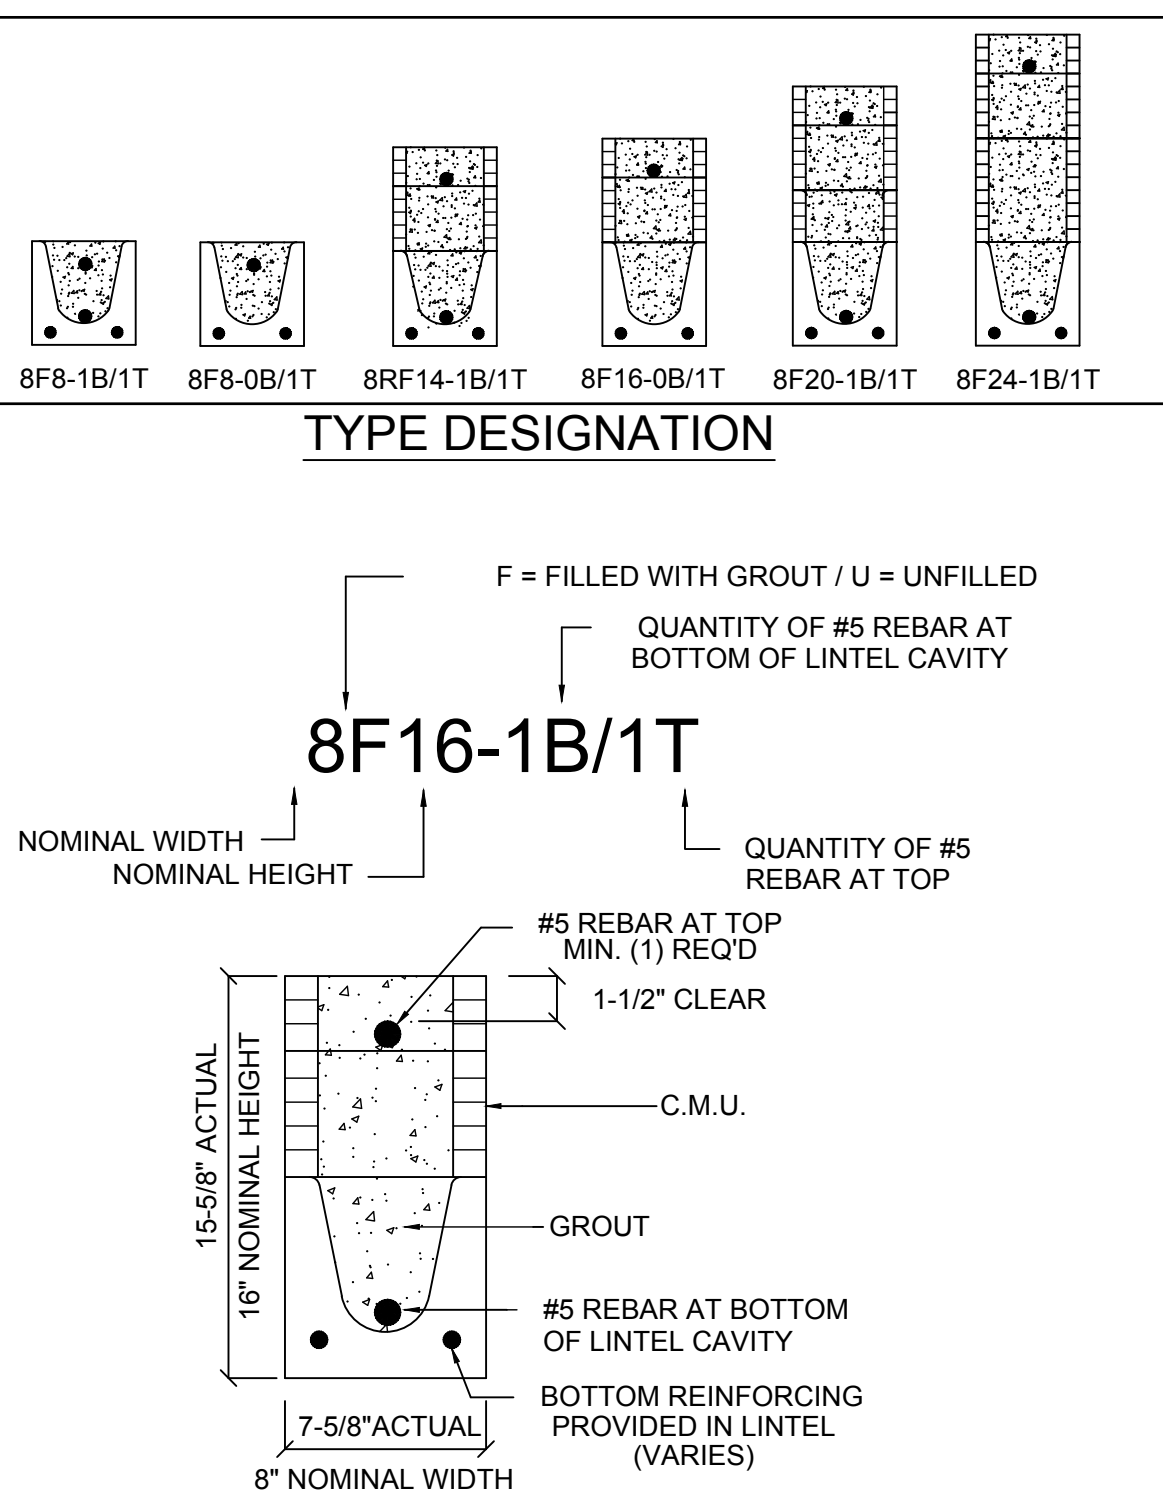 8F8-1B/1T
8F8-0B/1T
8RF14-1B/1T
8F16-0B/1T
8F20-1B/1T
8F24-1B/1T
TYPE DESIGNATION
F = FILLED WITH GROUT / U = UNFILLED
QUANTITY OF #5 REBAR AT
BOTTOM OF LINTEL CAVITY
8F16-1B/1T
NOMINAL WIDTH
NOMINAL HEIGHT
QUANTITY OF #5
REBAR AT TOP
#5 REBAR AT TOP
MIN. (1) REQ'D
1-1/2" CLEAR
15-5/8" ACTUAL
16" NOMINAL HEIGHT
C.M.U.
GROUT
#5 REBAR AT BOTTOM
OF LINTEL CAVITY
BOTTOM REINFORCING
PROVIDED IN LINTEL
(VARIES)
7-5/8"ACTUAL
8" NOMINAL WIDTH